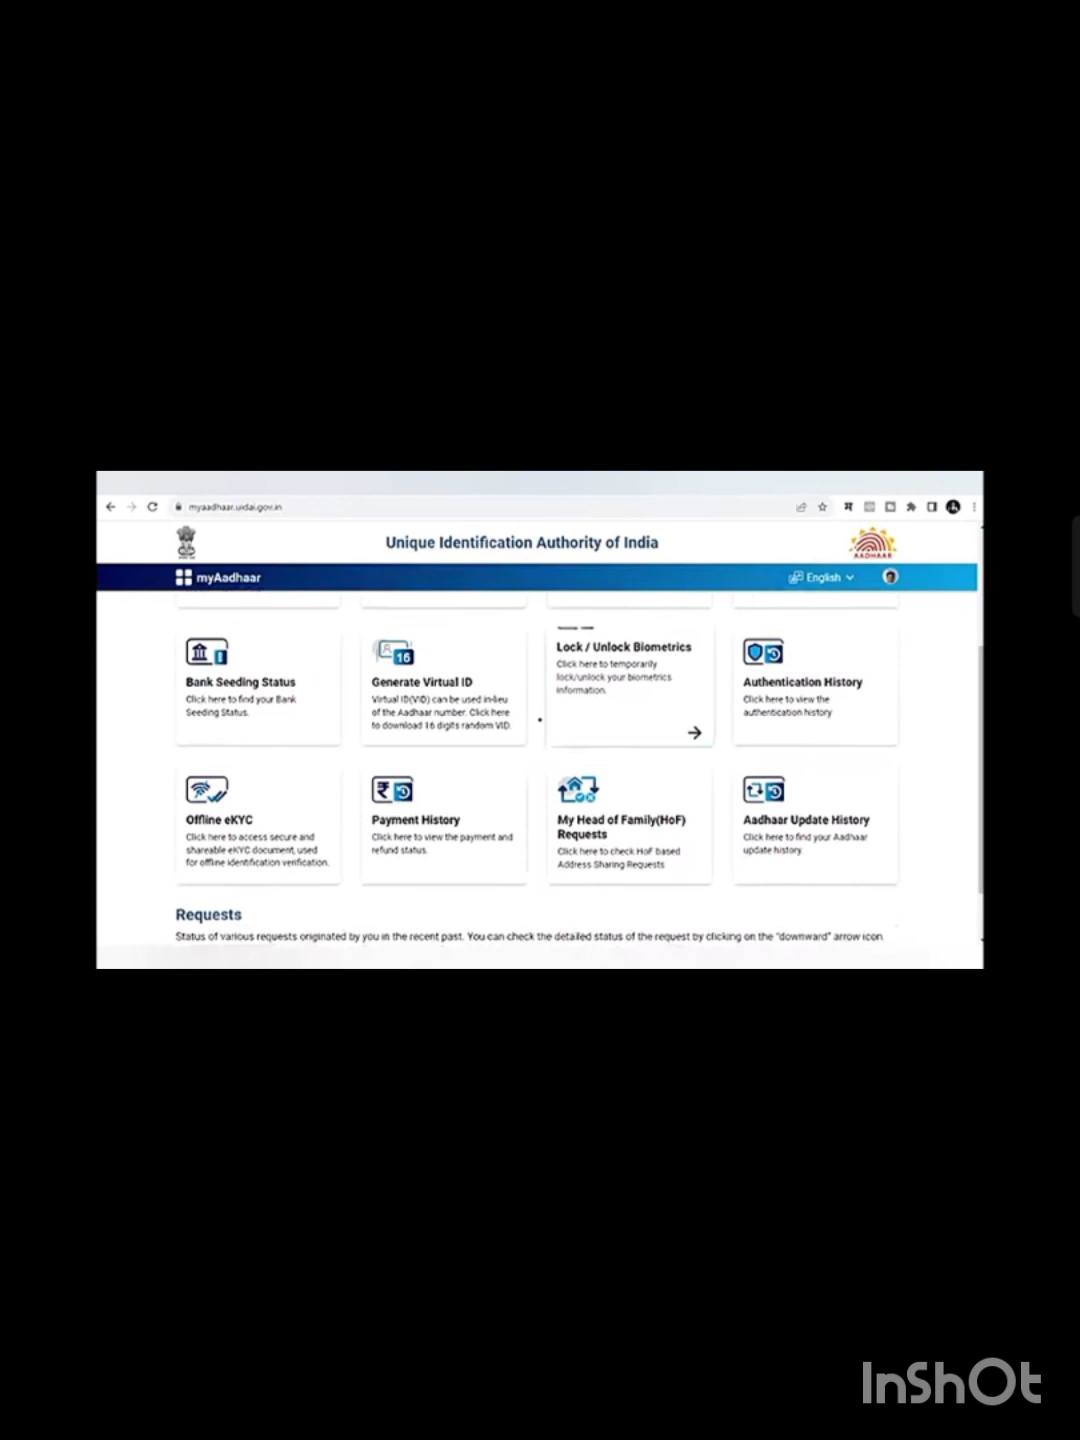 myaadhaar.uidai.gov.in
Unique Identification Authority of India
AADHAAR
myAadhaar
English
Bank Seeding Status
Click here to find your Bank
Seeding Status.
16
Generate Virtual ID
Virtual ID(VID) can be used in-lieu
of the Aadhaar number. Click here
to download 16 digits random VID.
Lock / Unlock Biometrics
Click here to temporarily
lock/unlock your biometrics
information.
Authentication History
Click here to view the
authentication history
Offline eKYC
Click here to access secure and
shareable eKYC document, used
for offline identification verification.
₹
Payment History
Click here to view the payment and
refund status.
My Head of Family(HoF)
Requests
Click here to check HoF based
Address Sharing Requests
Aadhaar Update History
Click here to find your Aadhaar
update history
Requests
Status of various requests originated by you in the recent past. You can check the detailed status of the request by clicking on the "downward" arrow icon
InShOt